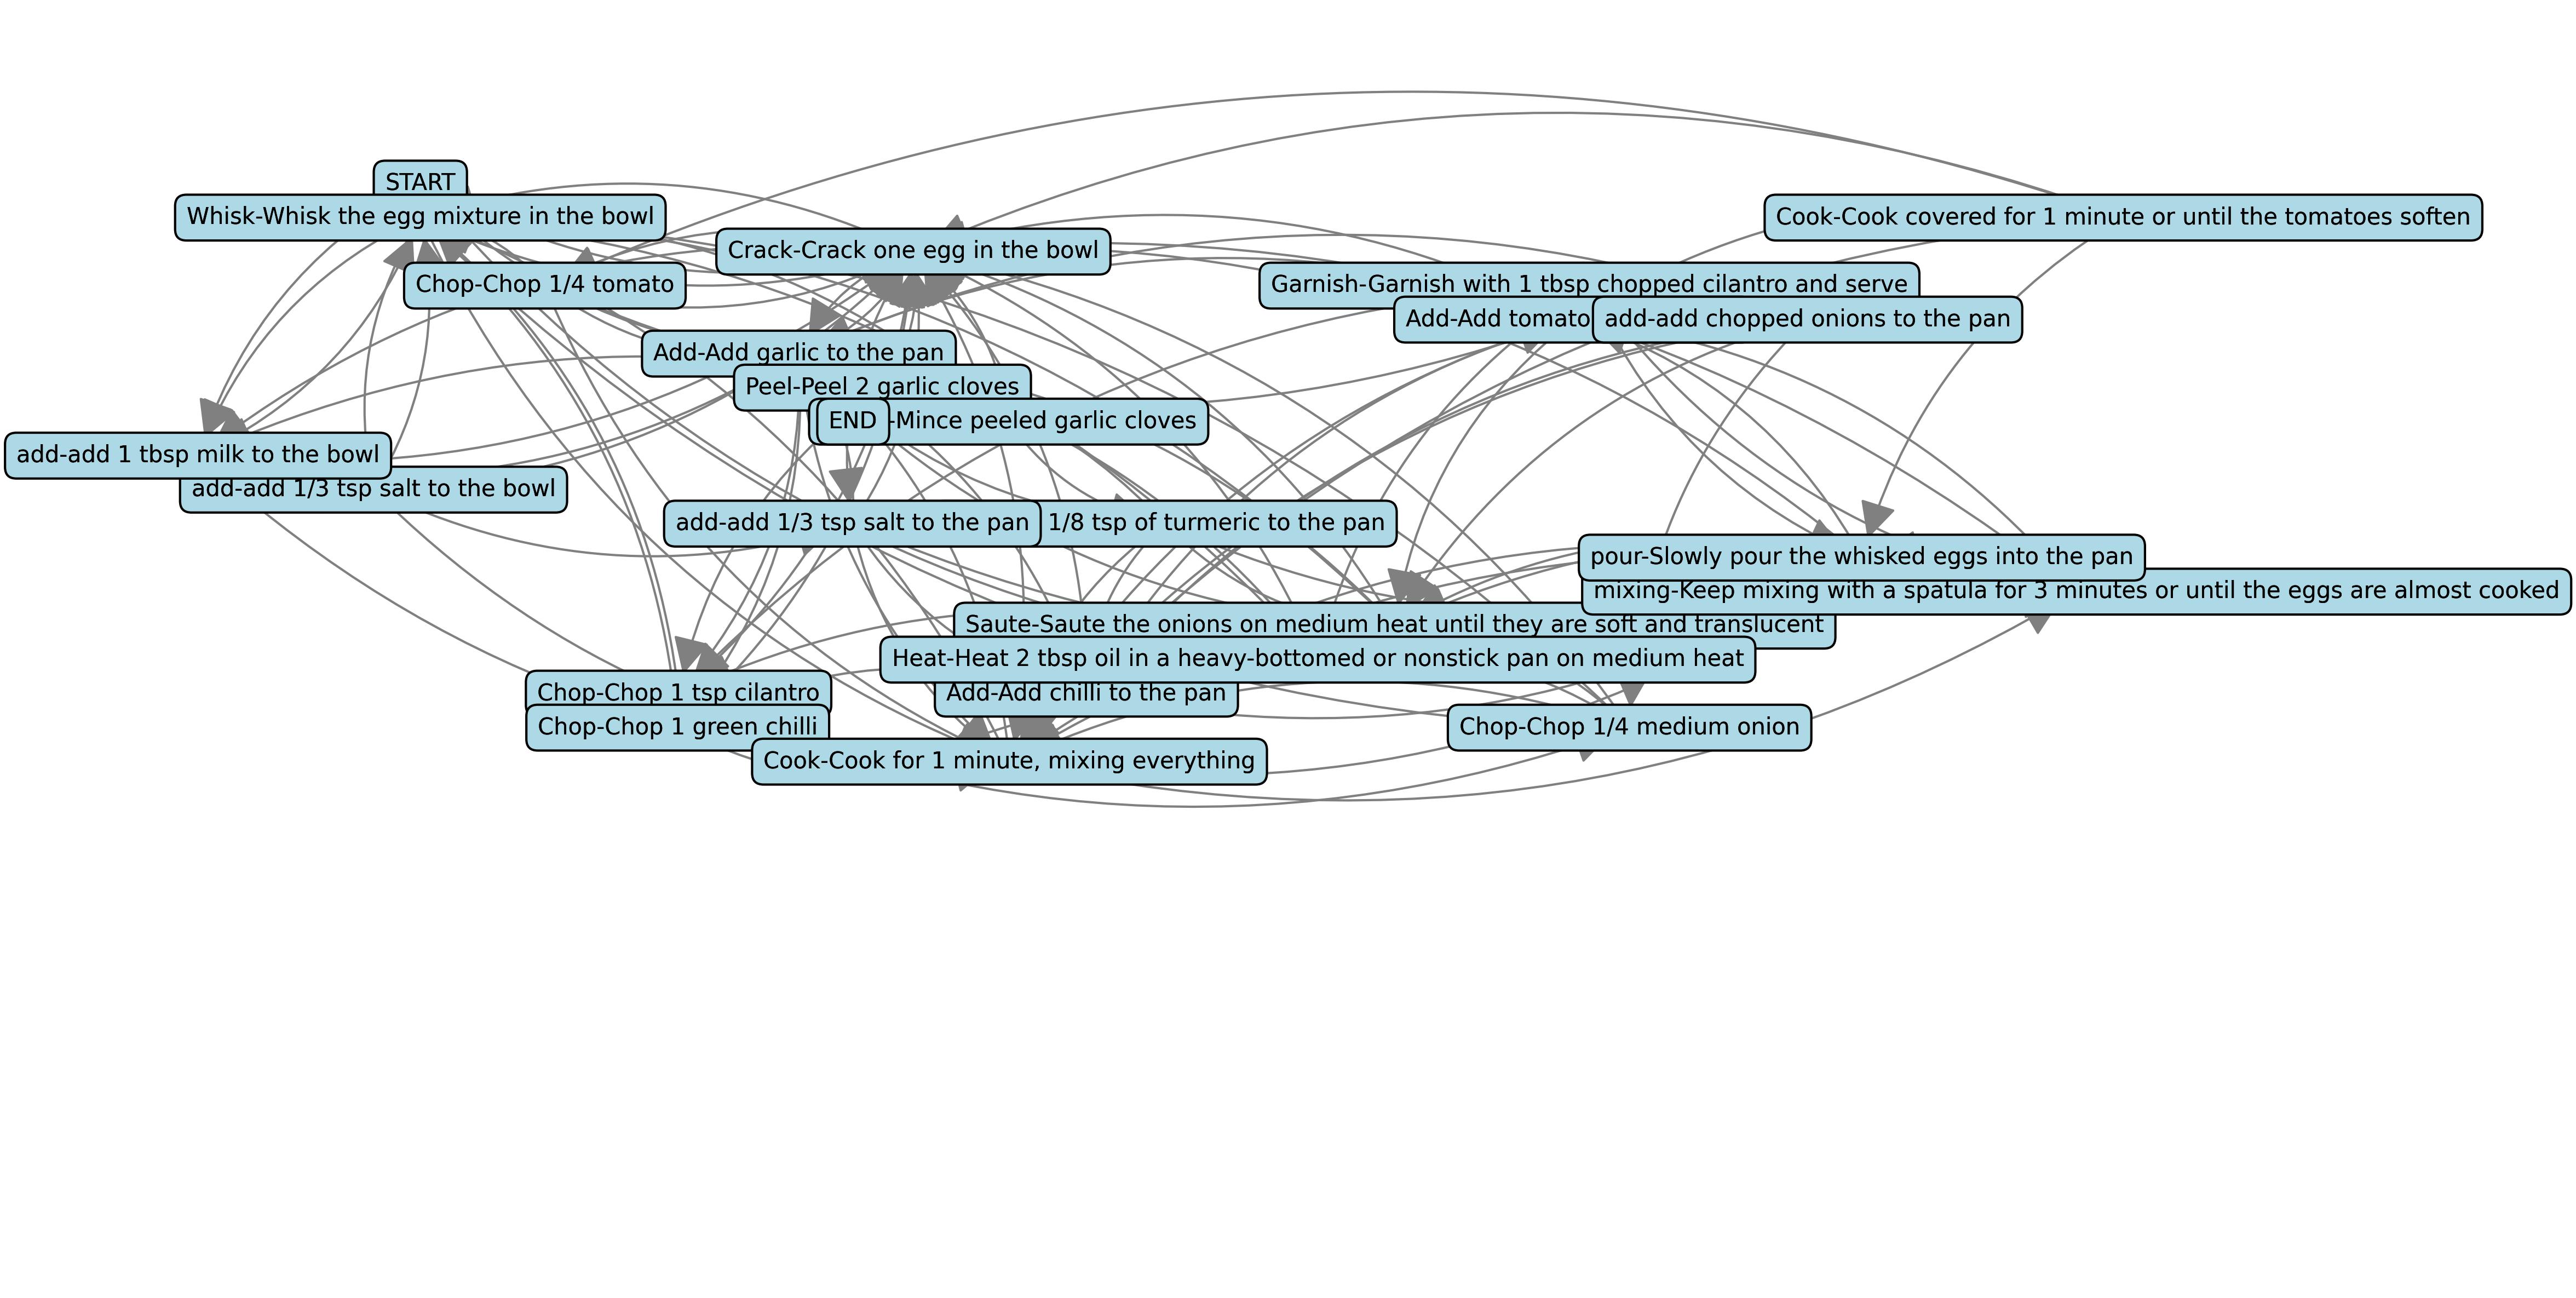 START
Whisk-Whisk the egg mixture in the bowl
Cook-Cook covered for 1 minute or until the tomatoes soften
Crack-Crack one egg in the bowl
Chop-Chop 1/4 tomato
Garnish-Garnish with 1 tbsp chopped cilantro and serve
Add-Add tomato
add-add chopped onions to the pan
Add-Add garlic to the pan
Peel-Peel 2 garlic cloves
END
-Mince peeled garlic cloves
add-add 1 tbsp milk to the bowl
add-add 1/3 tsp salt to the bowl
add-add 1/3 tsp salt to the pan
1/8 tsp of turmeric to the pan
pour-Slowly pour the whisked eggs into the pan
mixing-Keep mixing with a spatula for 3 minutes or until the eggs are almost cooked
Saute-Saute the onions on medium heat until they are soft and translucent
Heat-Heat 2 tbsp oil in a heavy-bottomed or nonstick pan on medium heat
Chop-Chop 1 tsp cilantro
Add-Add chilli to the pan
Chop-Chop 1 green chilli
Chop-Chop 1/4 medium onion
Cook-Cook for 1 minute, mixing everything